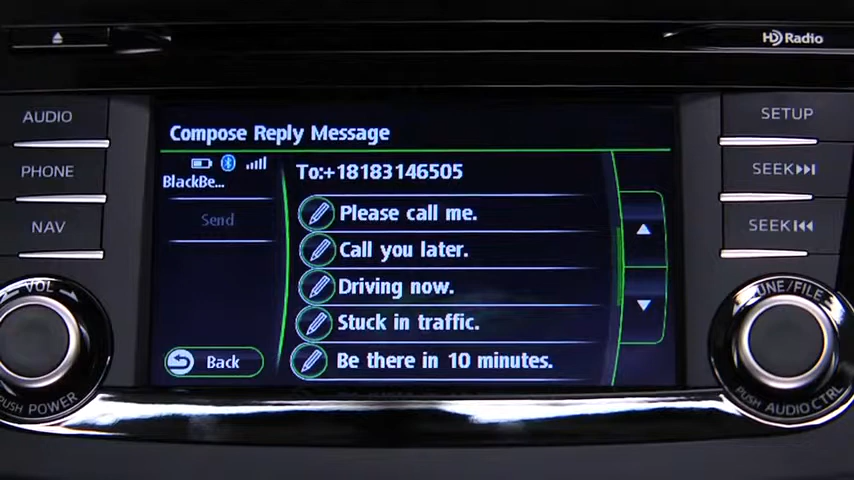 HD Radio
AUDIO
PHONE
NAV
VOL
PUSH POWER
Compose Reply Message
BlackBe...
Send
Back
To:+18183146505
Please call me.
Call you later.
Driving now.
Stuck in traffic.
Be there in 10 minutes.
SETUP
SEEK
SEEK
TUNE/FILE
PUSH AUDIO CTRL